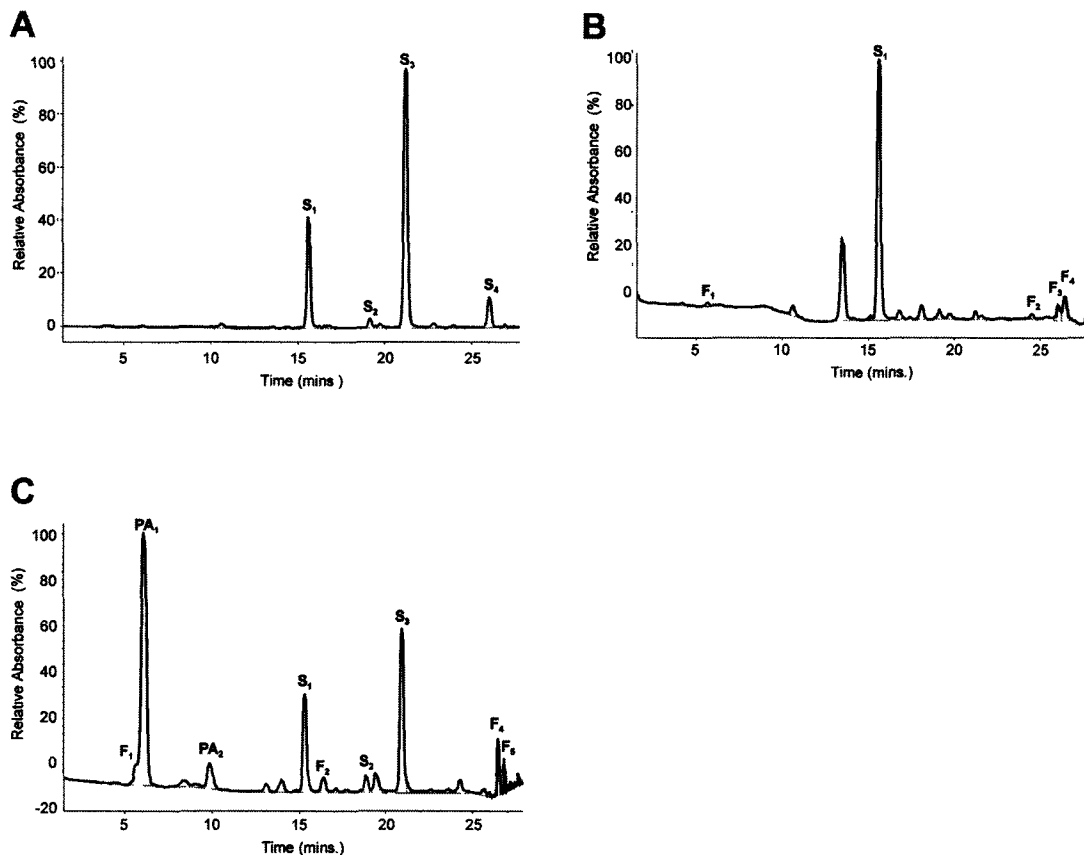 A
Relative Absorbance (%)
100
80
60
40
20
0
S₁
S₂
S₃
S₄
5
10
15
20
25
Time (mins )
B
Relative Absorbance (%)
100
80
60
40
20
0
F₁
S₁
F₂
F₃
F₄
5
10
15
20
25
Time (mins.)
C
Relative Absorbance (%)
100
80
60
40
20
0
-20
F₁
PA₁
PA₂
S₁
F₂
S₂
S₃
F₄
F₅
5
10
15
20
25
Time (mins.)